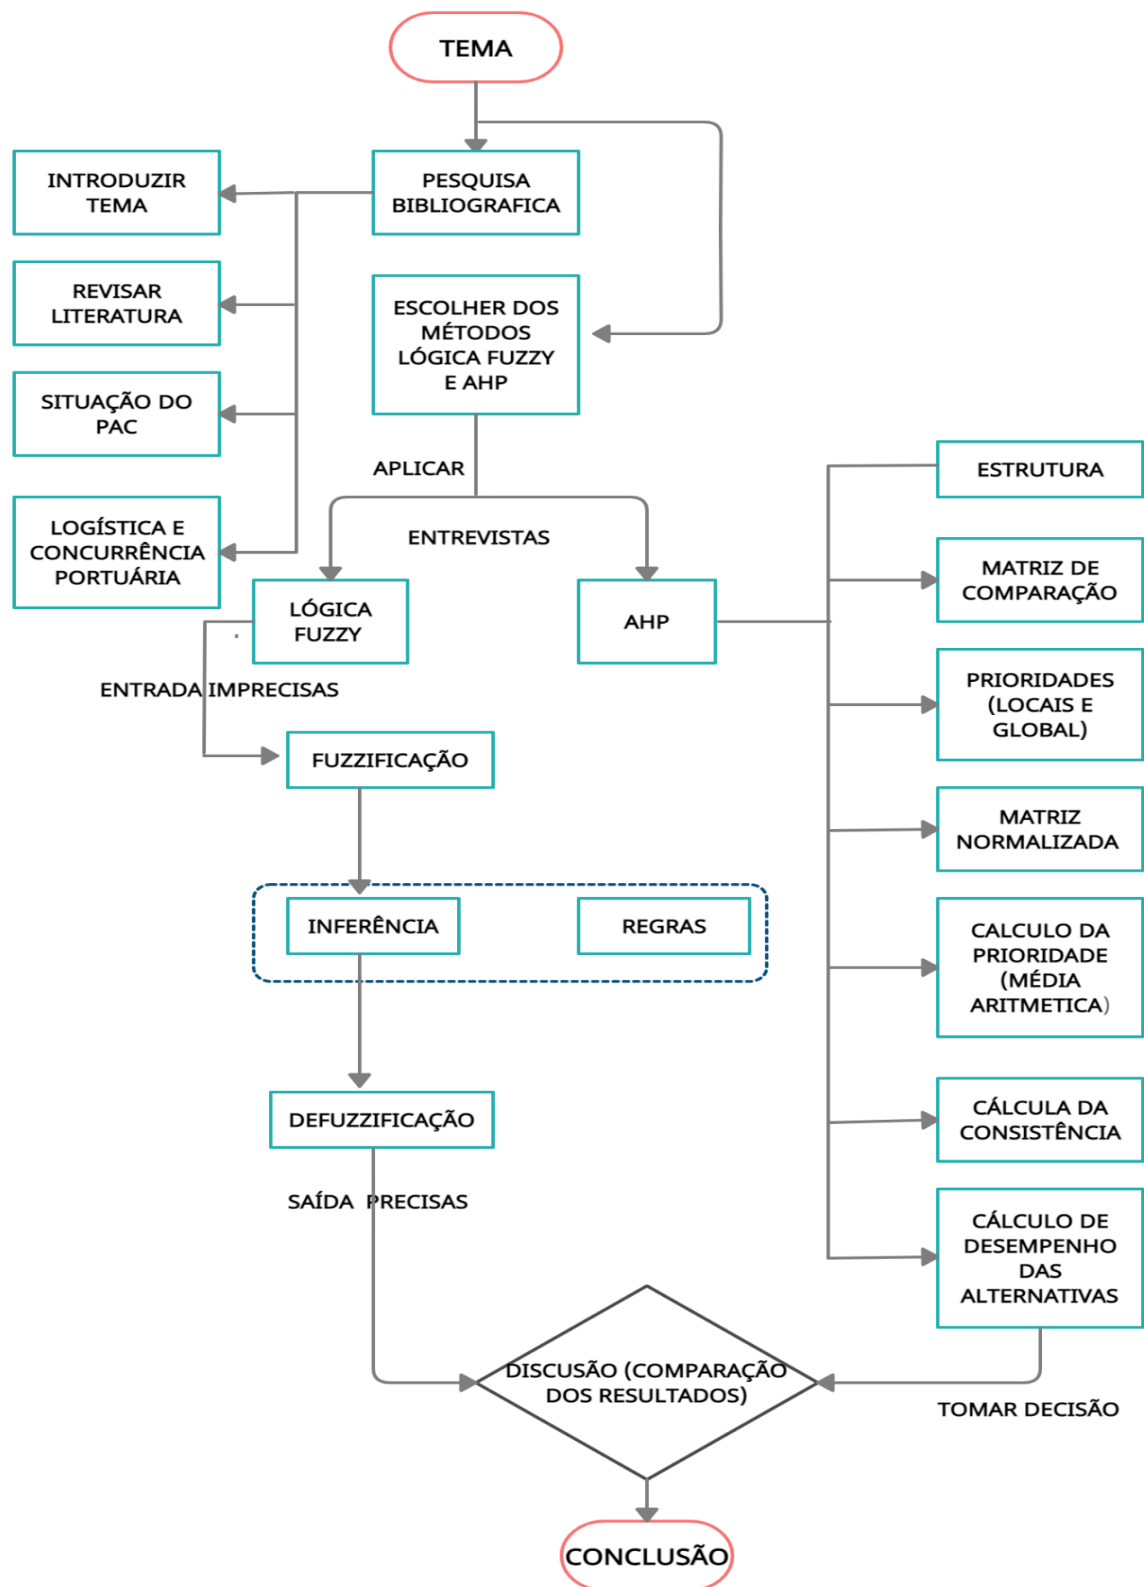 TEMA
INTRODUZIR
TEMA
PESQUISA
BIBLIOGRAFICA
REVISAR
LITERATURA
ESCOLHER DOS
MÉTODOS
LÓGICA FUZZY
E AHP
SITUAÇÃO DO
PAC
APLICAR
ESTRUTURA
LOGÍSTICA E
CONCURRÊNCIA
PORTUÁRIA
ENTREVISTAS
MATRIZ DE
COMPARAÇÃO
LÓGICA
FUZZY
AHP
ENTRADA IMPRECISAS
PRIORIDADES
(LOCAIS E
GLOBAL)
FUZZIFICAÇÃO
MATRIZ
NORMALIZADA
INFERÊNCIA
REGRAS
CALCULO DA
PRIORIDADE
(MÉDIA
ARITMETICA)
DEFUZZIFICAÇÃO
CÁLCULA DA
CONSISTÊNCIA
SAÍDA PRECISAS
CÁLCULO DE
DESEMPENHO
DAS
ALTERNATIVAS
DISCUSÃO (COMPARAÇÃO
DOS RESULTADOS)
TOMAR DECISÃO
CONCLUSÃO